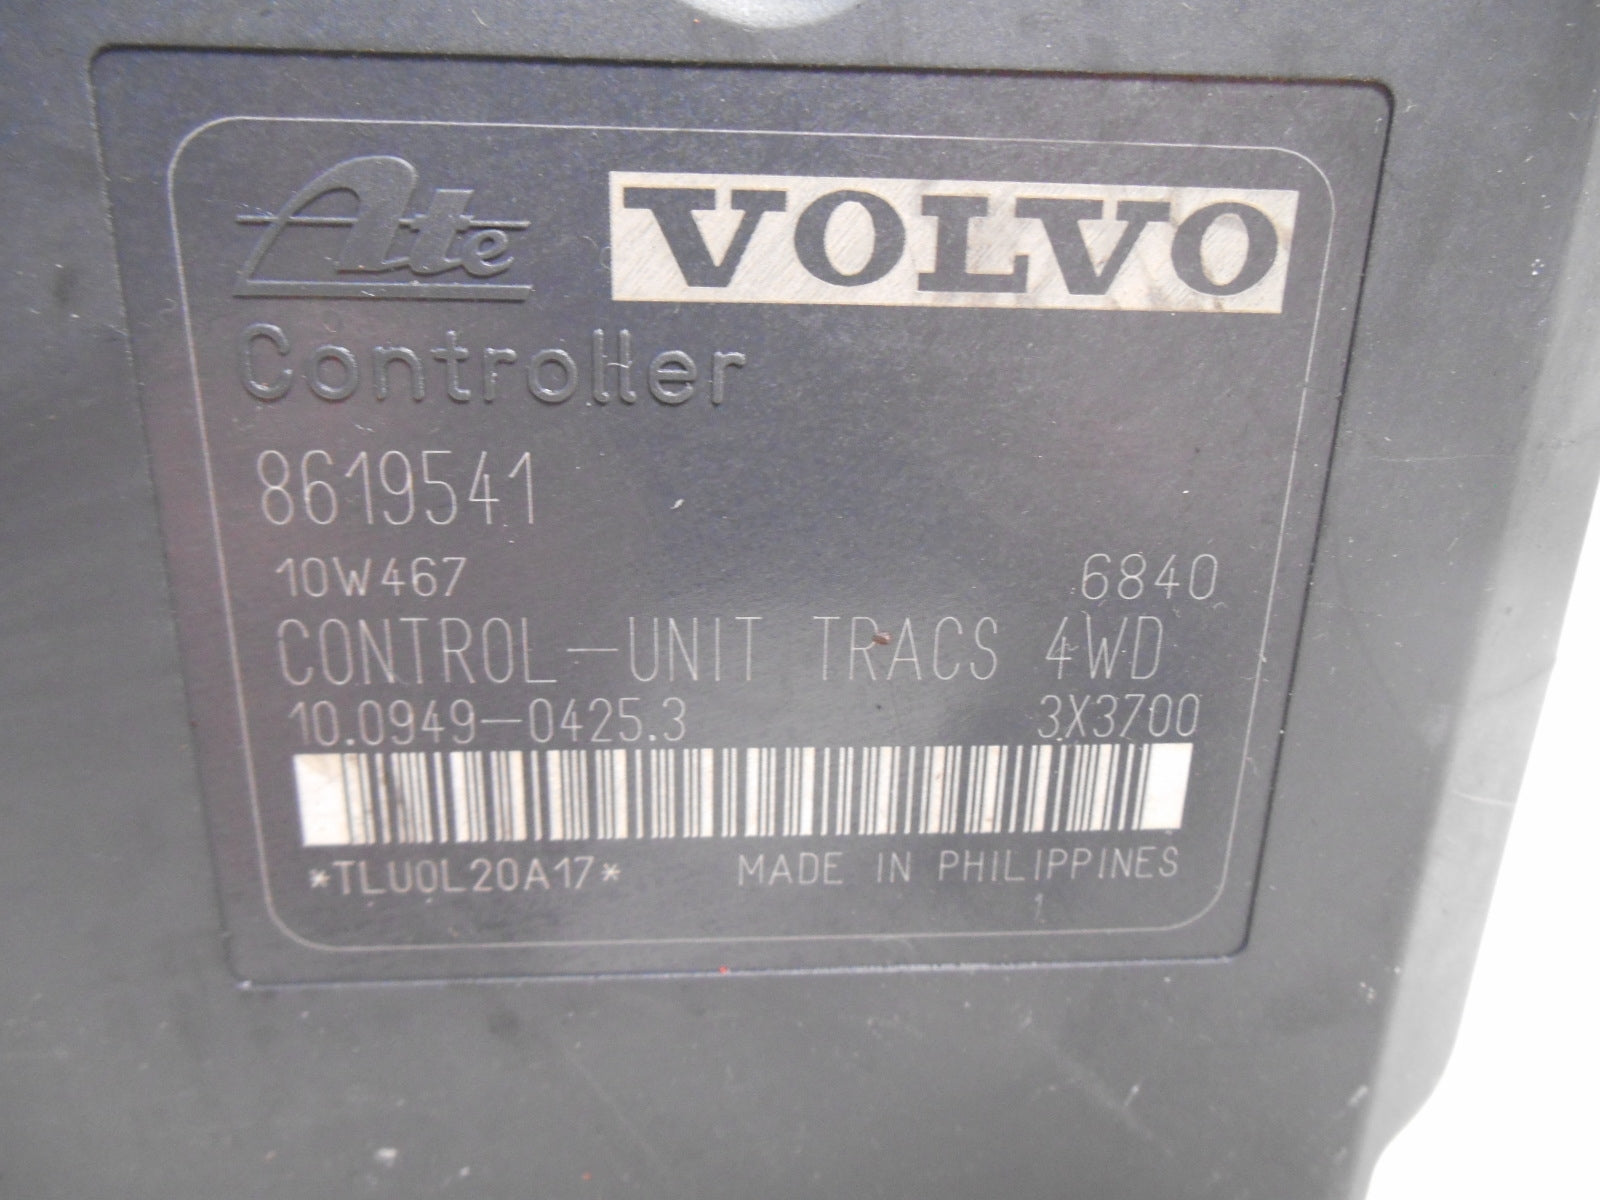 Ate VOLVO
Controller
8619541
10W467 6840
CONTROL-UNIT TRACS 4WD
10.0949-0425.3 3X3700
*TLU0L20A17* MADE IN PHILIPPINES
1